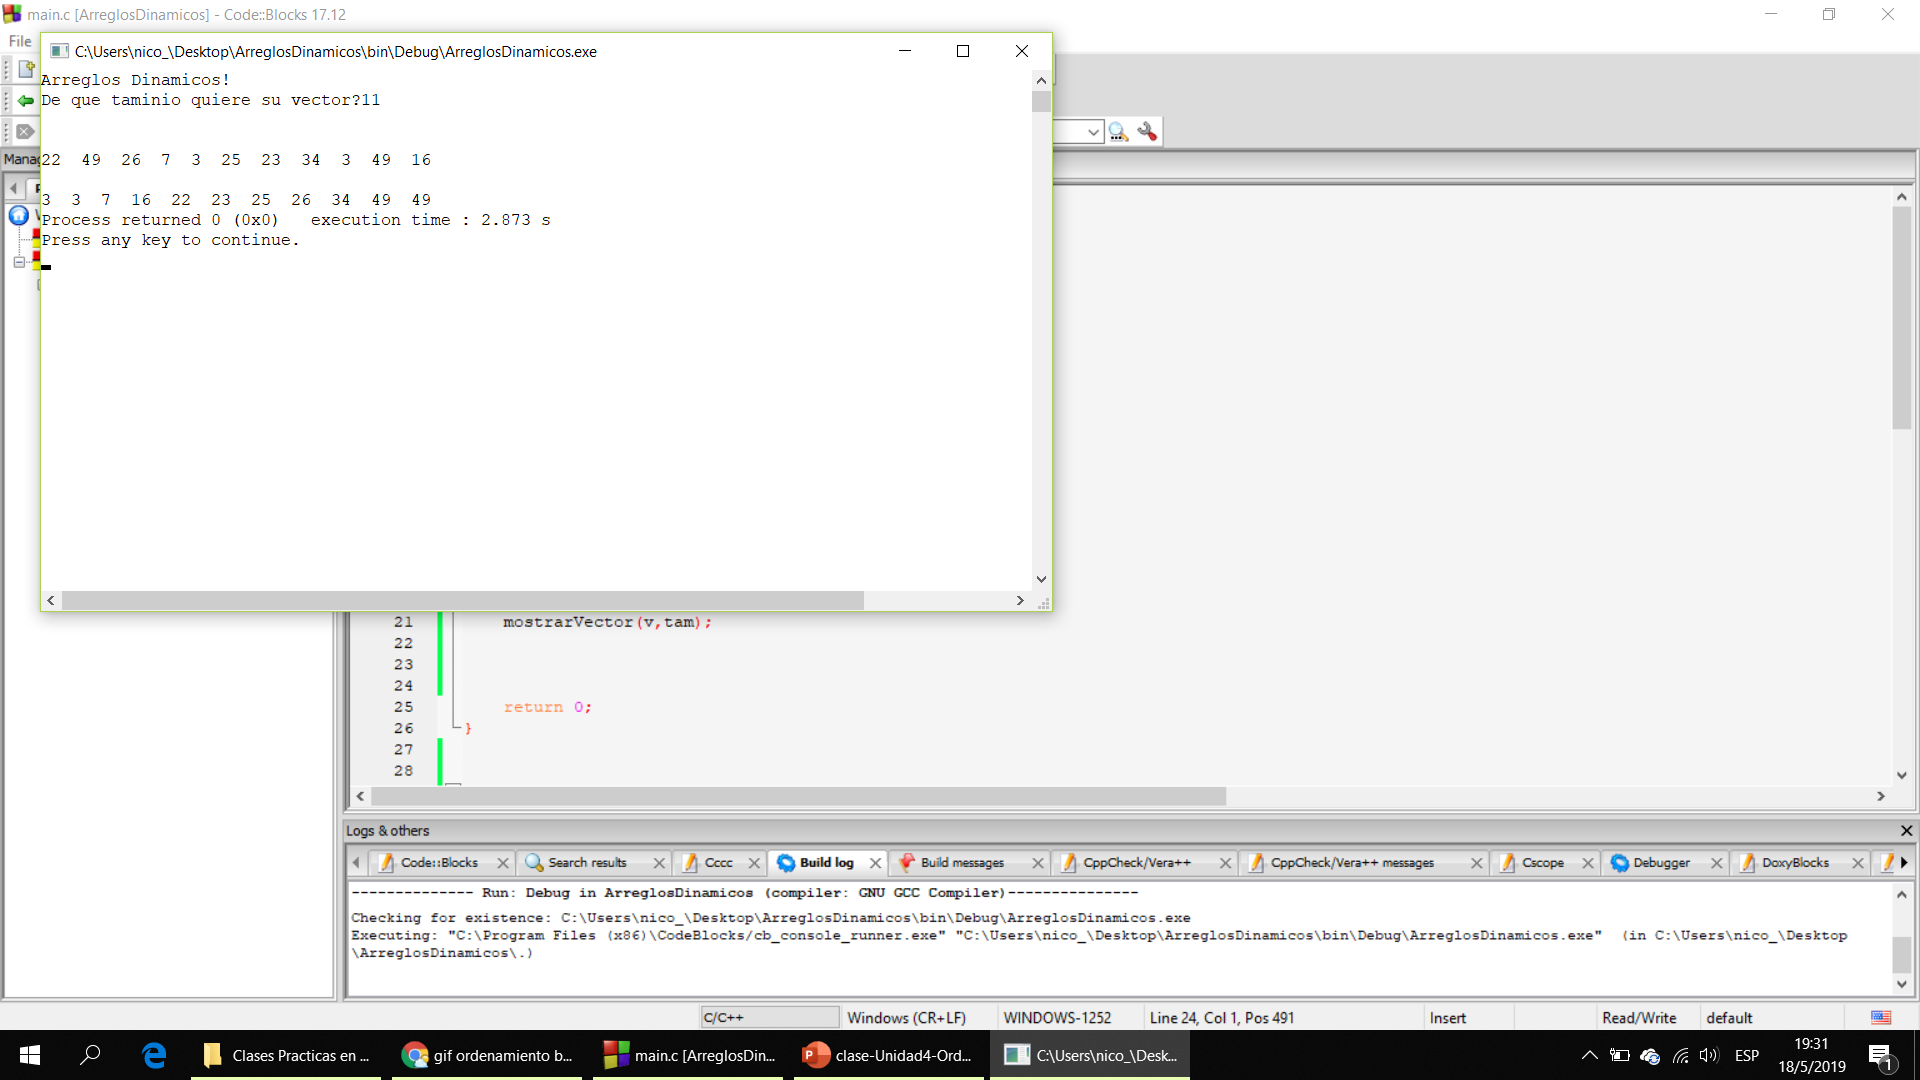 main.c [ArreglosDinamicos] - Code::Blocks 17.12
File
C:\Users\nico_\Desktop\ArreglosDinamicos\bin\Debug\ArreglosDinamicos.exe
Arreglos Dinamicos!
De que taminio quiere su vector?11
22 49 26 7 3 25 23 34 3 49 16
3 3 7 16 22 23 25 26 34 49 49
Process returned 0 (0x0) execution time : 2.873 s
Press any key to continue.
Manag
21 mostrarVector(v,tam);
22
23
24
25 return 0;
26 }
27
28
Logs & others
Code::Blocks Search results Cccc Build log Build messages CppCheck/Vera++ CppCheck/Vera++ messages Cscope Debugger DoxyBlocks
-------------- Run: Debug in ArreglosDinamicos (compiler: GNU GCC Compiler)---------------
Checking for existence: C:\Users\nico_\Desktop\ArreglosDinamicos\bin\Debug\ArreglosDinamicos.exe
Executing: "C:\Program Files (x86)\CodeBlocks/cb_console_runner.exe" "C:\Users\nico_\Desktop\ArreglosDinamicos\bin\Debug\ArreglosDinamicos.exe" (in C:\Users\nico_\Desktop
\ArreglosDinamicos\.)
C/C++ Windows (CR+LF) WINDOWS-1252 Line 24, Col 1, Pos 491 Insert Read/Write default
Clases Practicas en ... gif ordenamiento b... main.c [ArreglosDin... clase-Unidad4-Ord... C:\Users\nico_\Desk... ESP 19:31
18/5/2019 1